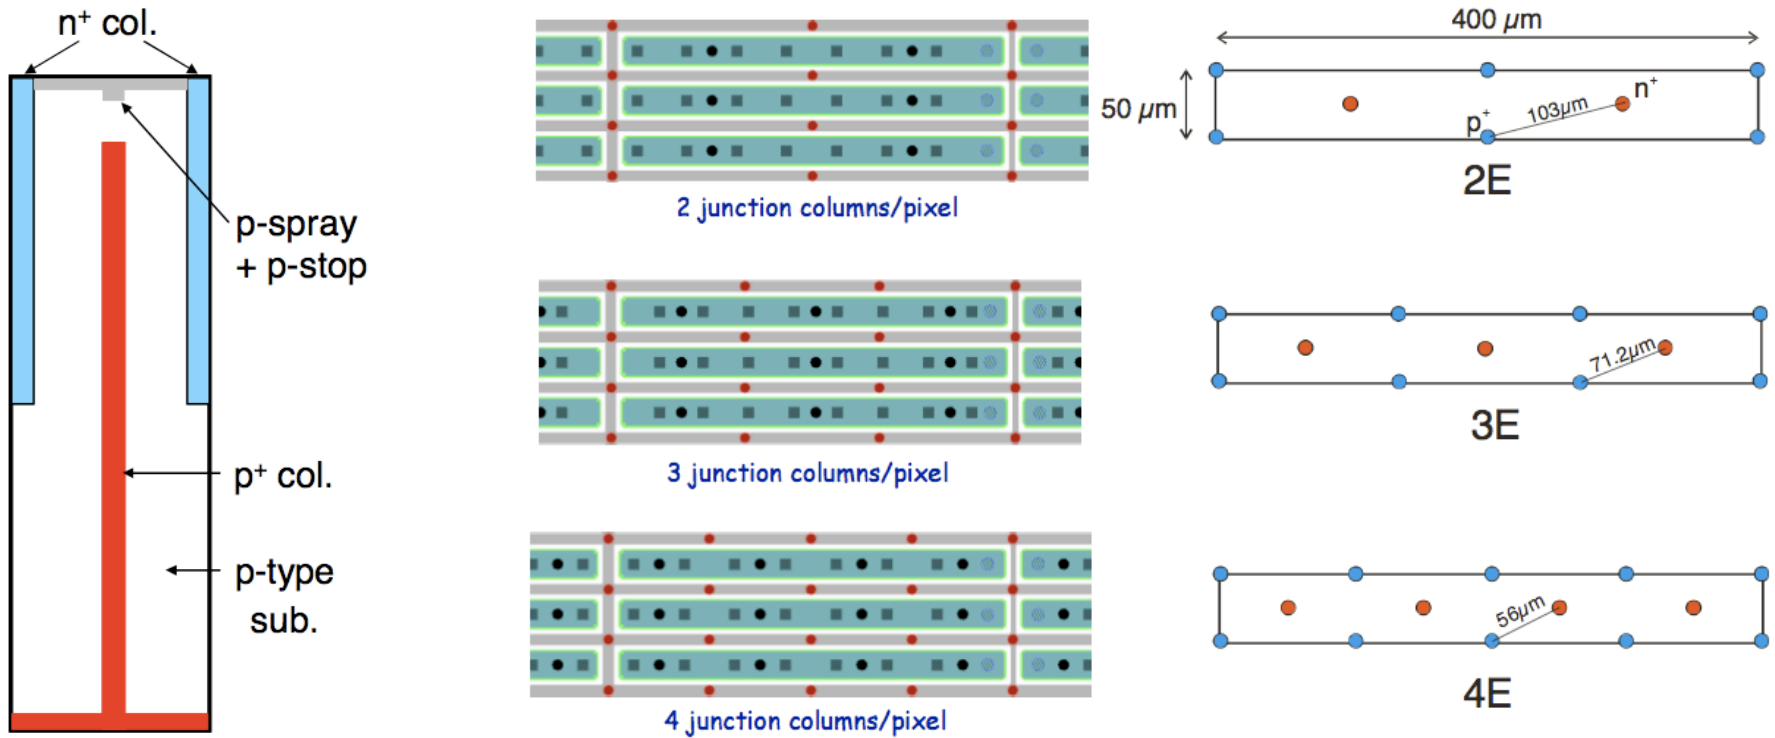 n⁺ col.
p-spray
+ p-stop
p⁺ col.
p-type
sub.
2 junction columns/pixel
3 junction columns/pixel
4 junction columns/pixel
400 µm
50 µm
n⁺
103µm
p⁺
2E
71.2µm
3E
56µm
4E